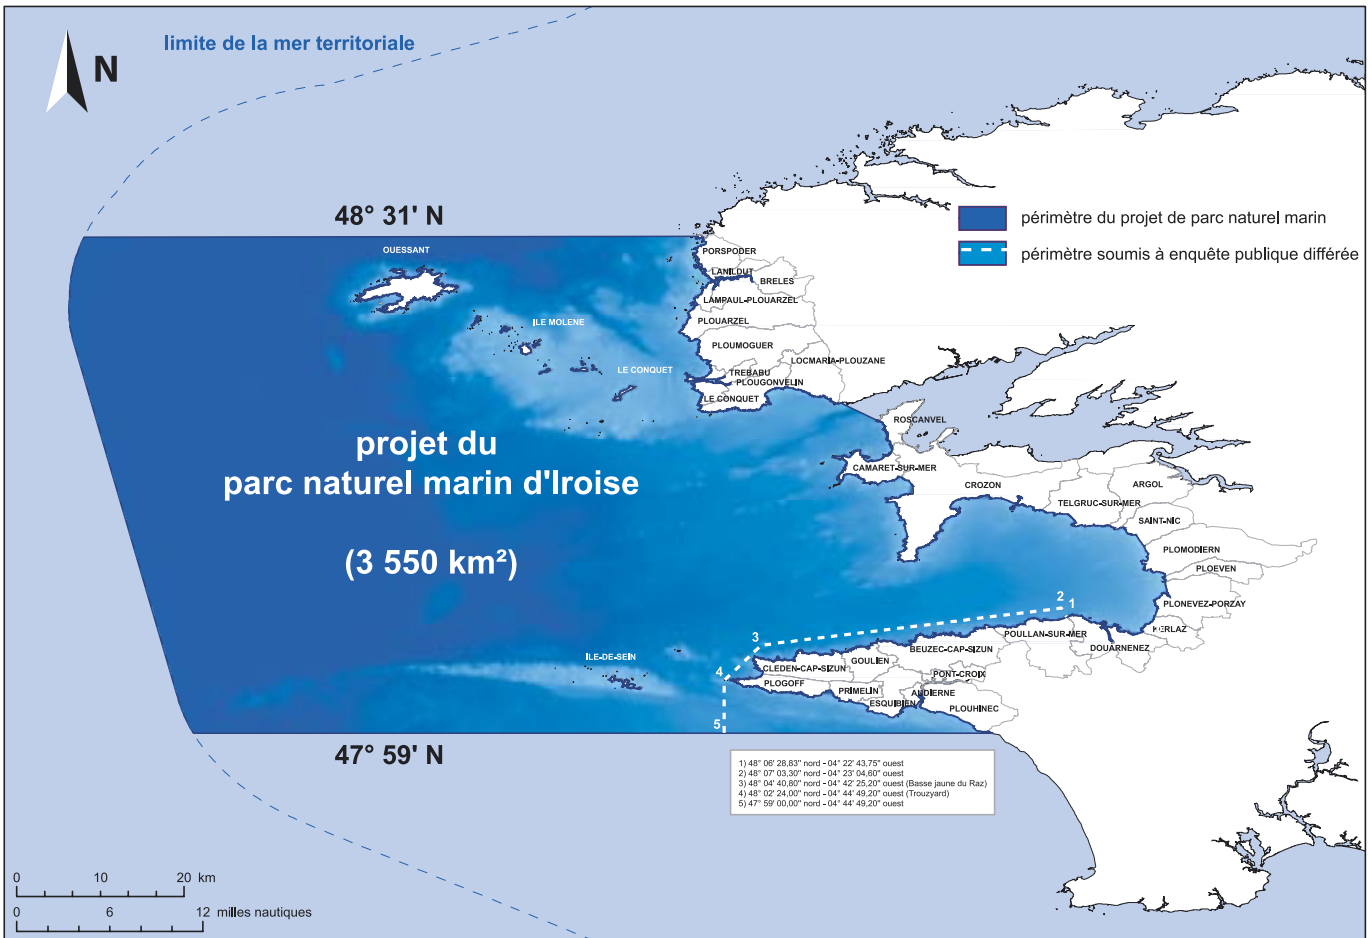 limite de la mer territoriale
N
48° 31' N
périmètre du projet de parc naturel marin
périmètre soumis à enquête publique différée
OUESSANT
PORSPODER
LANILDUT
BRELES
LAMPAUL-PLOUARZEL
ILE MOLENE
PLOUARZEL
PLOUMOGUER
LOCMARIA-PLOUZANE
LE CONQUET
TREBABU
PLOUGONVELIN
LE CONQUET
ROSCANVEL
projet du
parc naturel marin d'Iroise
(3 550 km²)
CAMARET-SUR-MER
CROZON
ARGOL
TELGRUC-SUR-MER
SAINT-NIC
PLOMODIERN
PLOEVEN
PLONEVEZ-PORZAY
KERLAZ
2
1
3
4
5
POULLAN-SUR-MER
DOUARNENEZ
BEUZEC-CAP-SIZUN
ILE-DE-SEIN
GOULIEN
CLEDEN-CAP-SIZUN
PONT-CROIX
PLOGOFF
PRIMELIN
AUDIERNE
ESQUIBIEN
PLOUHINEC
47° 59' N
1) 48° 06' 28,83" nord - 04° 22' 43,75" ouest
2) 48° 07' 03,30" nord - 04° 23' 04,60" ouest
3) 48° 04' 40,80" nord - 04° 42' 25,20" ouest (Basse jaune du Raz)
4) 48° 02' 24,00" nord - 04° 44' 49,20" ouest (Trouzyard)
5) 47° 59' 00,00" nord - 04° 44' 49,20" ouest
0 10 20 km
0 6 12 milles nautiques